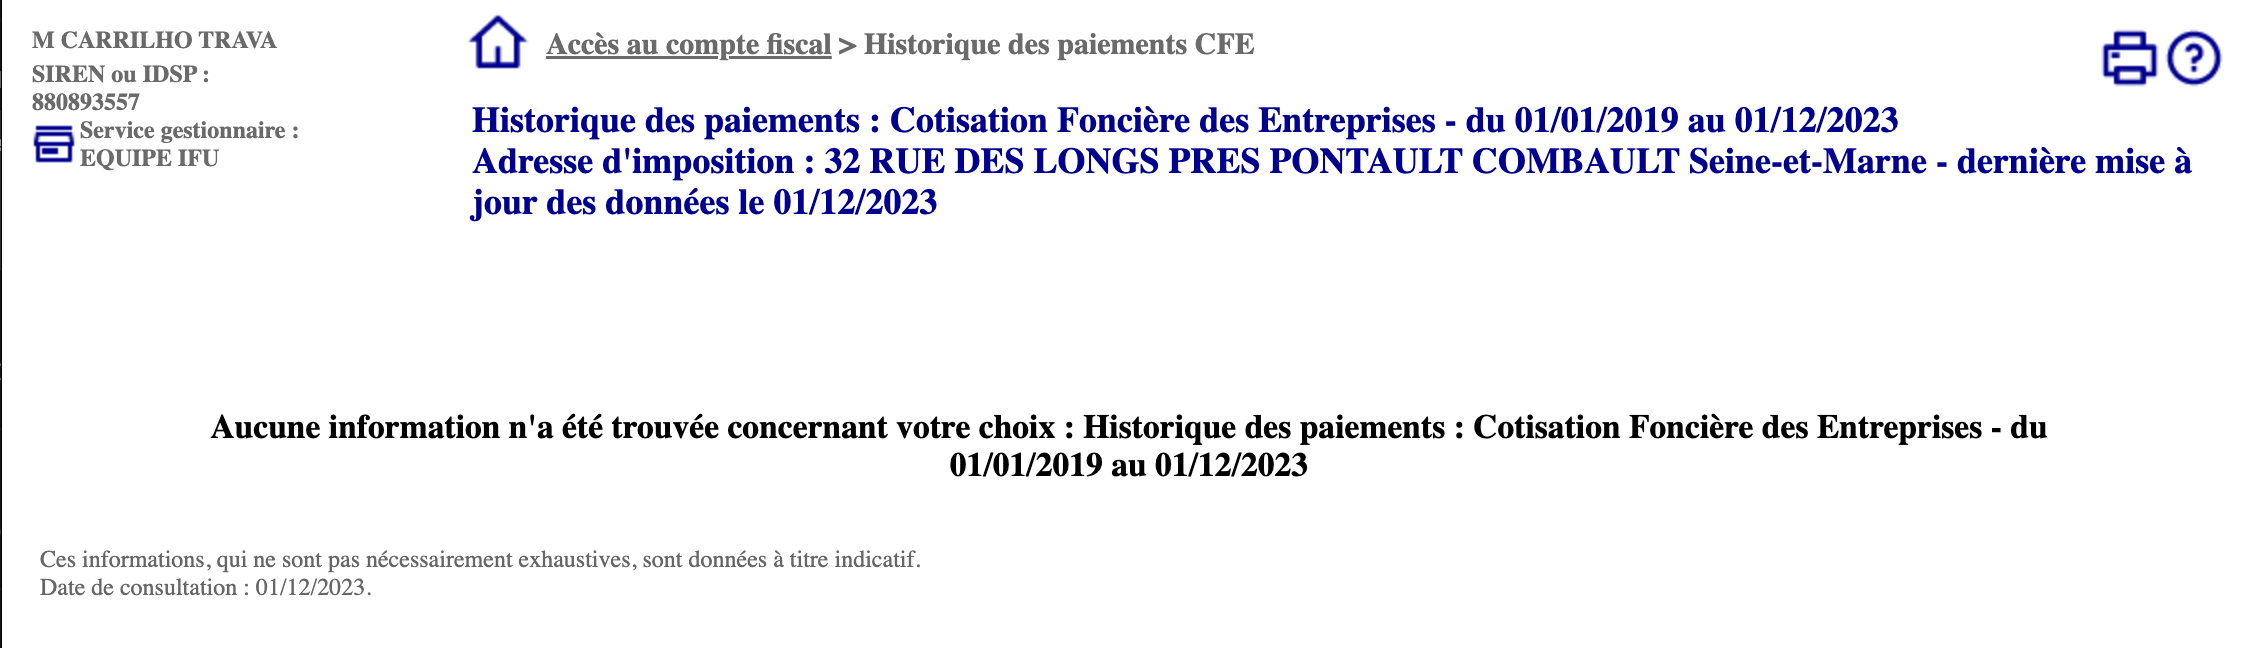 M CARRILHO TRAVA
SIREN ou IDSP :
880893557
Service gestionnaire :
EQUIPE IFU
Accès au compte fiscal > Historique des paiements CFE
Historique des paiements : Cotisation Foncière des Entreprises - du 01/01/2019 au 01/12/2023
Adresse d'imposition : 32 RUE DES LONGS PRES PONTAULT COMBAULT Seine-et-Marne - dernière mise à
jour des données le 01/12/2023
Aucune information n'a été trouvée concernant votre choix : Historique des paiements : Cotisation Foncière des Entreprises - du
01/01/2019 au 01/12/2023
Ces informations, qui ne sont pas nécessairement exhaustives, sont données à titre indicatif.
Date de consultation : 01/12/2023.